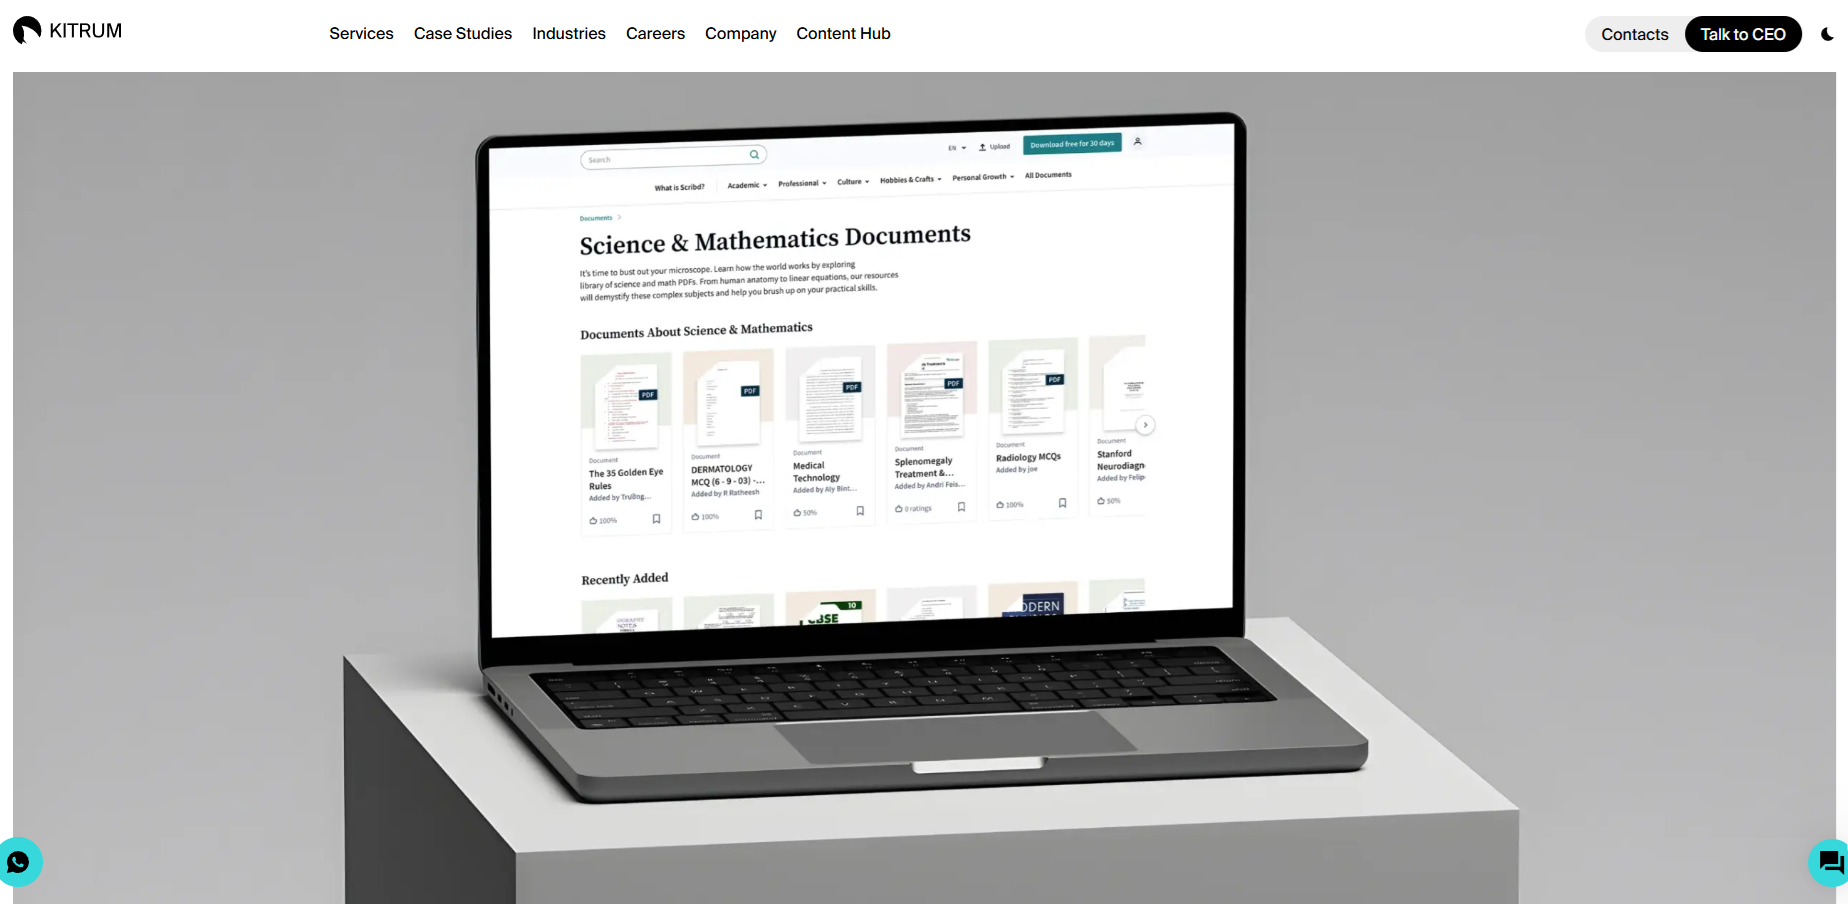 KITRUM
Services Case Studies Industries Careers Company Content Hub
Contacts Talk to CEO
Search
EN Upload Download free for 30 days
What is Scribd? Academic Professional Culture Hobbies & Crafts Personal Growth All Documents
Documents
Science & Mathematics Documents
It's time to bust out your microscope. Learn how the world works by exploring
library of science and math PDFs. From human anatomy to linear equations, our resources
will demystify these complex subjects and help you brush up on your practical skills.
Documents About Science & Mathematics
PDF PDF PDF PDF PDF
Document
The 35 Golden Eye
Rules
Added by Trường...
100%
Document
DERMATOLOGY
MCQ (6 - 9 - 03) -...
Added by R Ratheesh
100%
Document
Medical
Technology
Added by Aly Bint...
50%
Document
Splenomegaly
Treatment &...
Added by Andri Feis...
0 ratings
Document
Radiology MCQs
Added by joe
100%
Document
Stanford
Neurodiagn
Added by Felip
50%
Recently Added
10
CBSE
ODERN